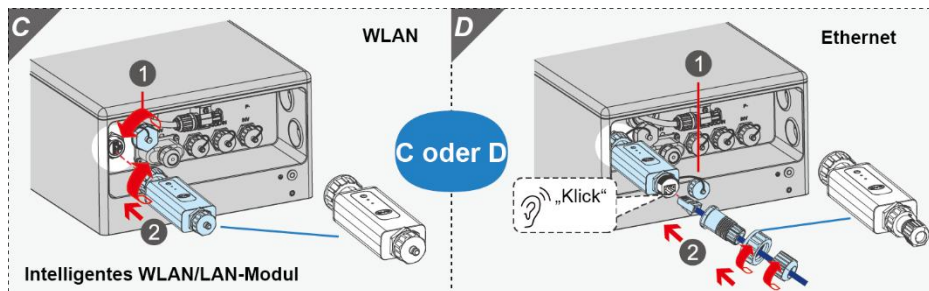 C
WLAN
1
2
Intelligentes WLAN/LAN-Modul
C oder D
D
Ethernet
1
„Klick“
2